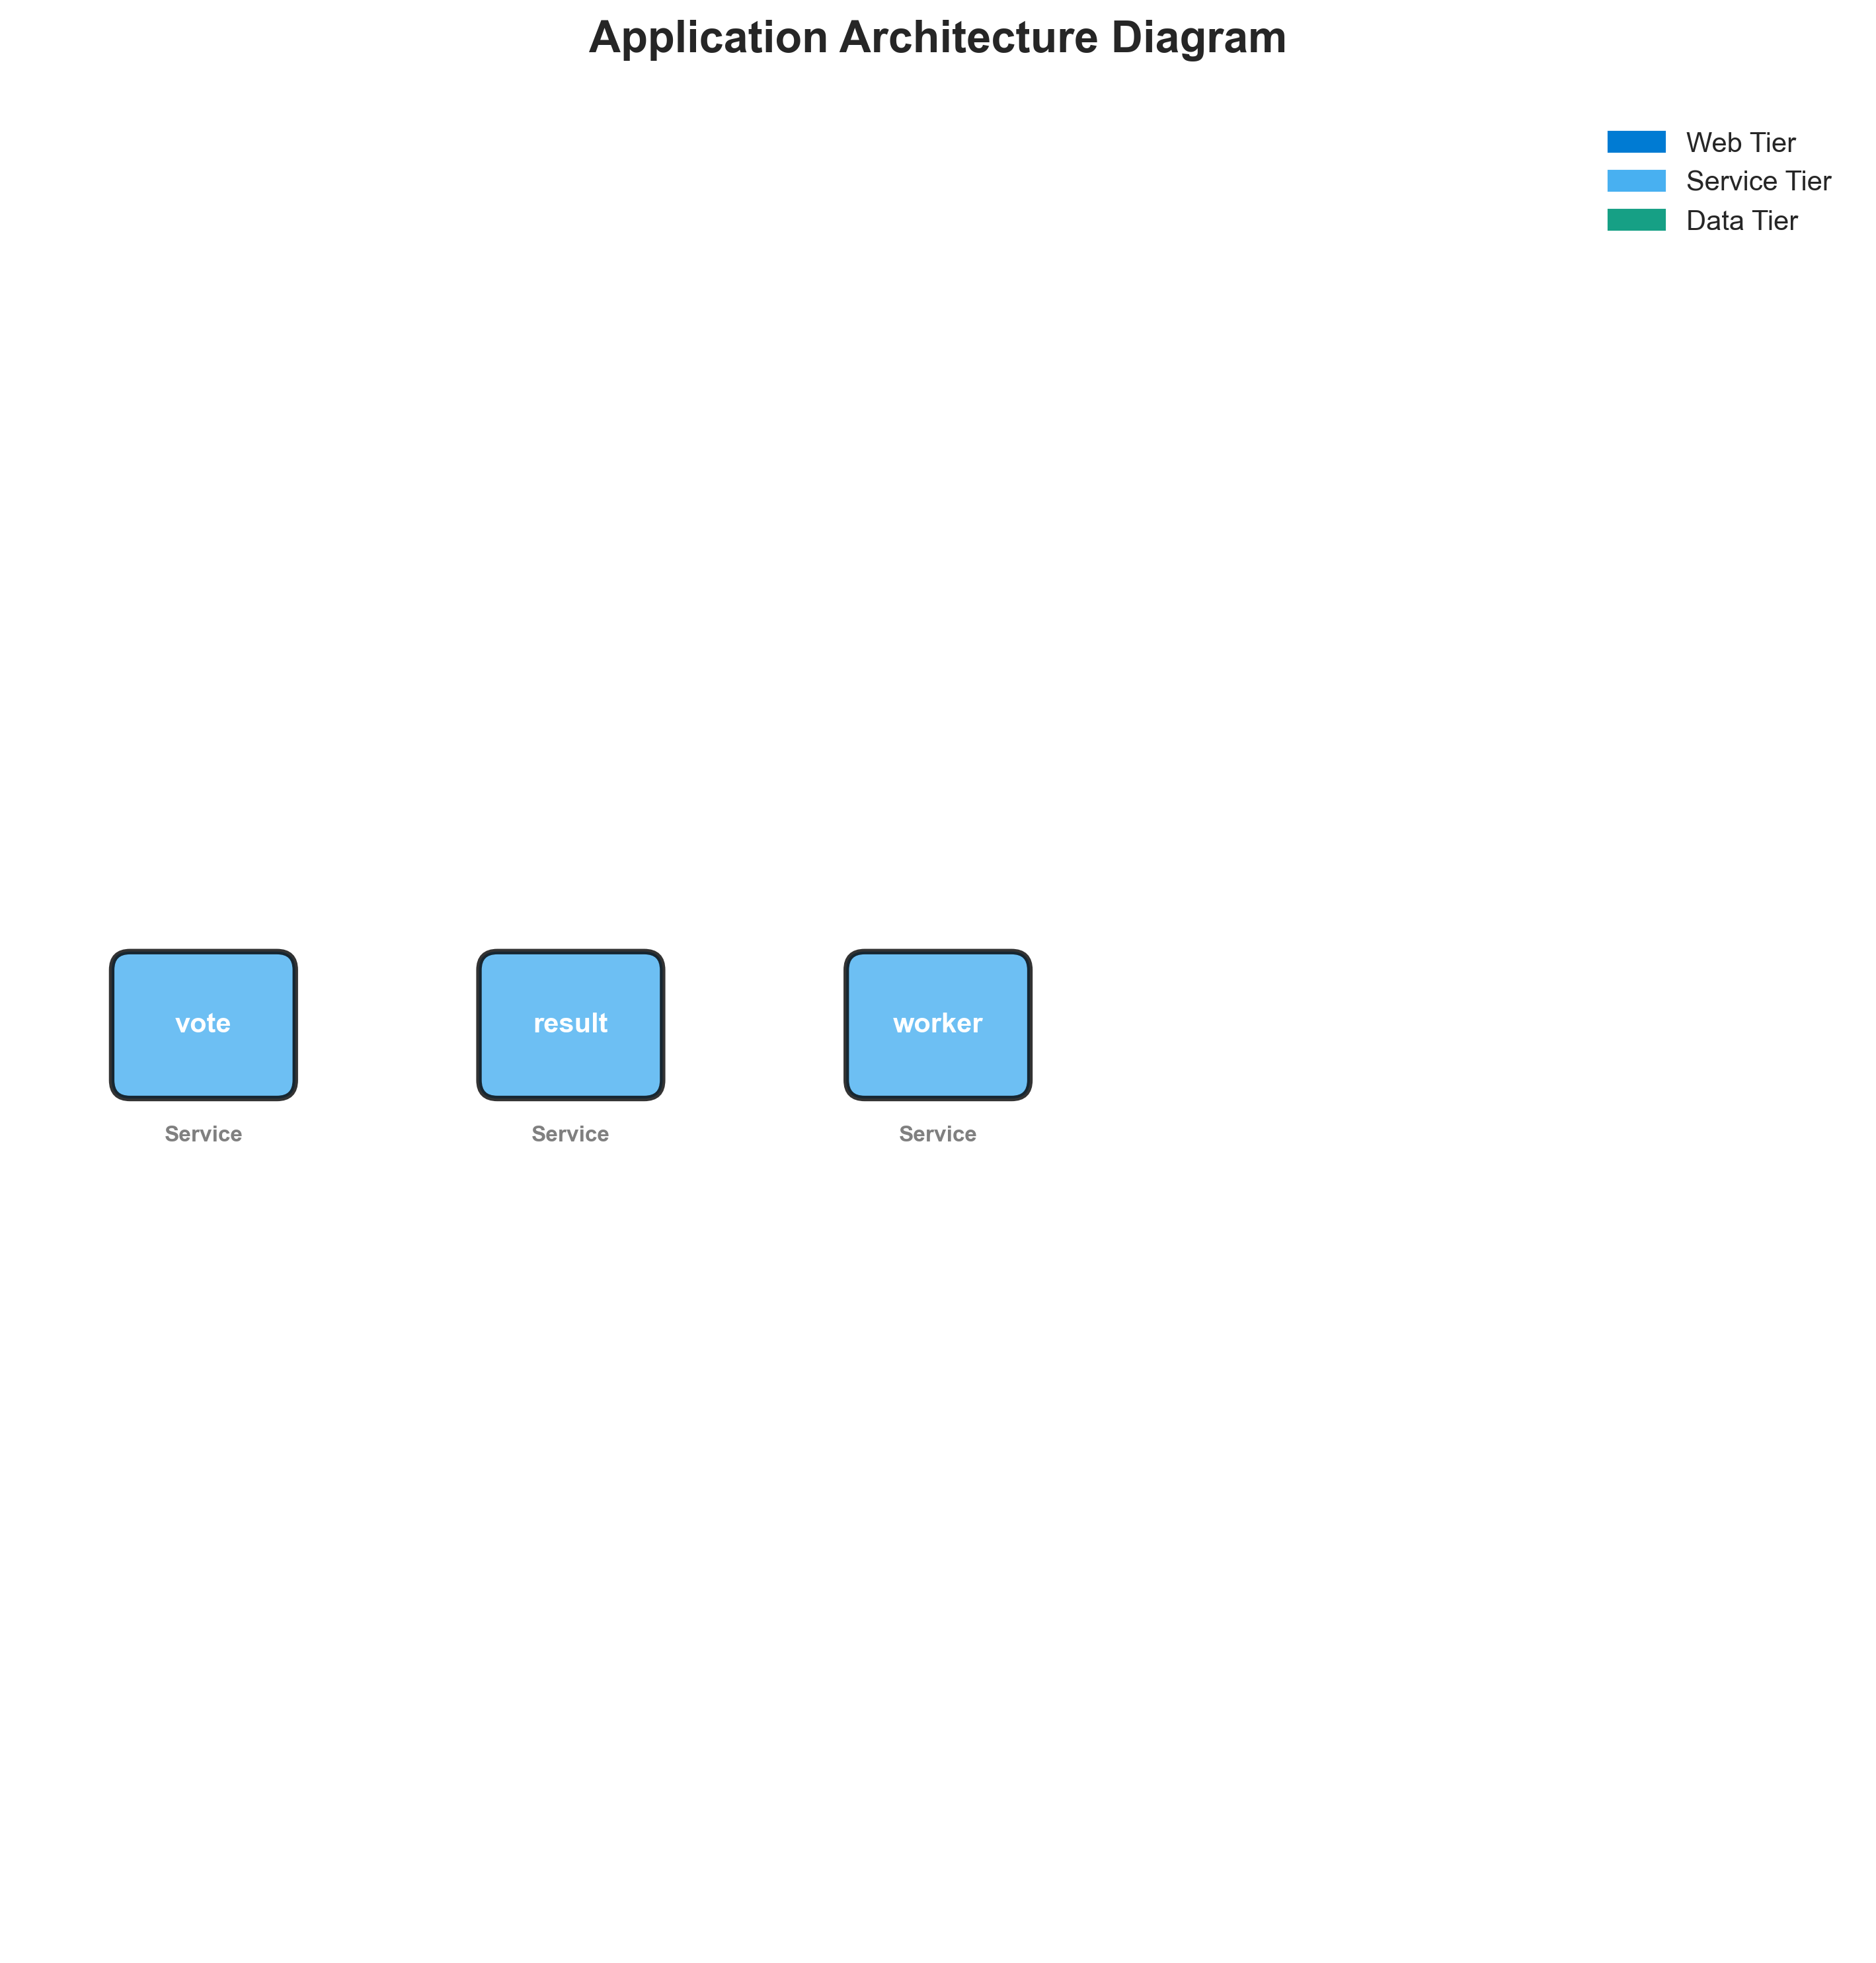 Application Architecture Diagram
Web Tier
Service Tier
Data Tier
vote
result
worker
Service
Service
Service